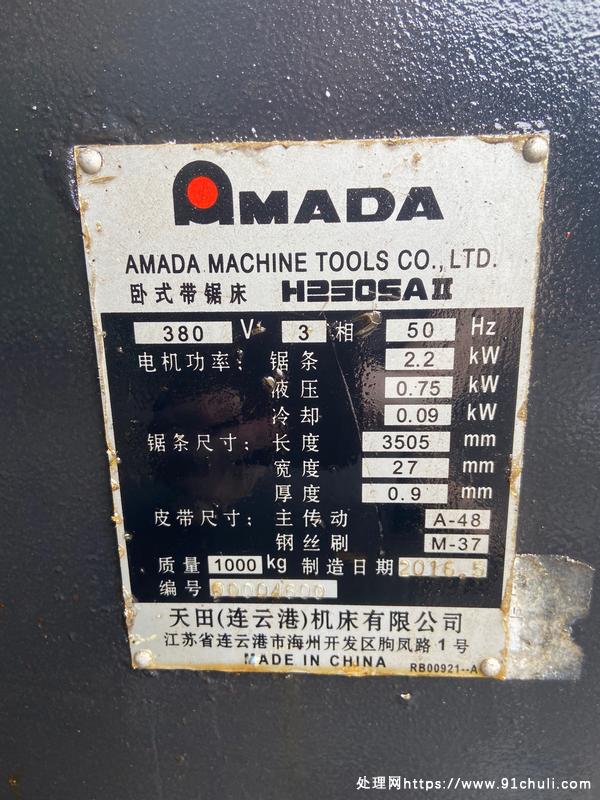 AMADA
AMADA MACHINE TOOLS CO.,LTD.
卧式带锯床 H250SAII
380 V 3 相 50 Hz
电机功率: 锯条 2.2 kW
液压 0.75 kW
冷却 0.09 kW
锯条尺寸: 长度 3505 mm
宽度 27 mm
厚度 0.9 mm
皮带尺寸: 主传动 A-48
钢丝刷 M-37
质量 1000 kg 制造日期 2016.5
编号
天田(连云港)机床有限公司
江苏省连云港市海州开发区朐凤路1号
MADE IN CHINA RB00921--A
处理网https://www.91chuli.com